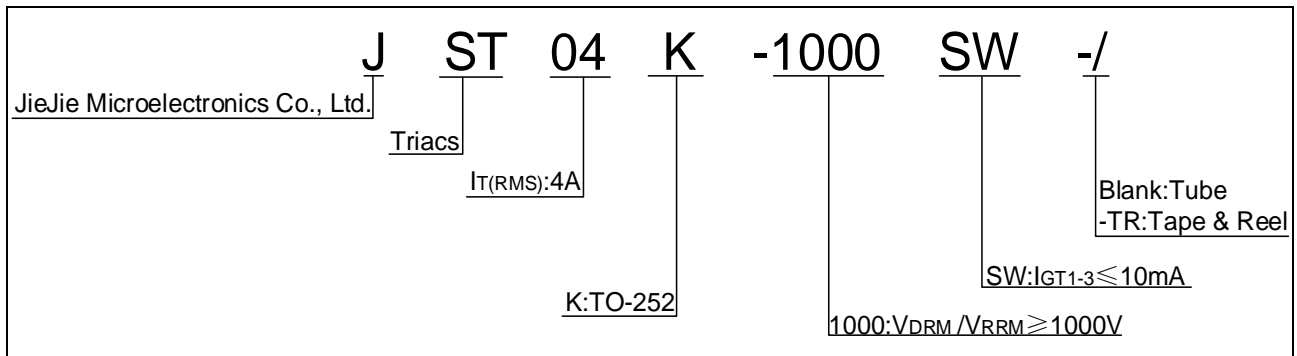 J ST 04 K -1000 SW -/
JieJie Microelectronics Co., Ltd.
Triacs
IT(RMS):4A
Blank:Tube
-TR:Tape & Reel
SW:IGT1-3≤10mA
K:TO-252
1000:VDRM/VRRM≥1000V